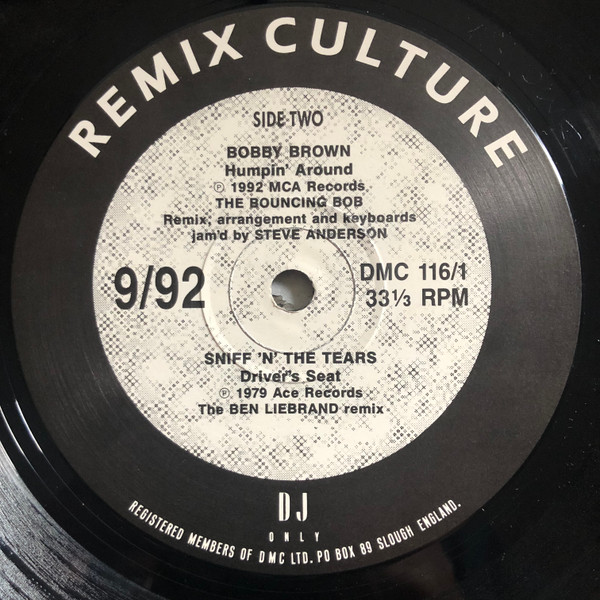 REMIX CULTURE
SIDE TWO
BOBBY BROWN
Humpin' Around
℗ 1992 MCA Records.
THE BOUNCING BOB
Remix, arrangement and keyboards
jam'd by STEVE ANDERSON
9/92
DMC 116/1
33⅓ RPM
SNIFF 'N' THE TEARS
Driver's Seat
℗ 1979 Ace Records
The BEN LIEBRAND remix
DJ
ONLY
REGISTERED MEMBERS OF DMC LTD. PO BOX 89 SLOUGH ENGLAND.